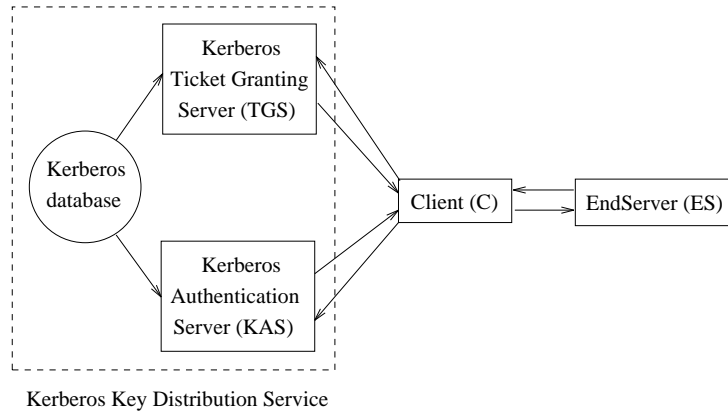 Kerberos
Ticket Granting
Server (TGS)
Kerberos
database
Client (C)
EndServer (ES)
Kerberos
Authentication
Server (KAS)
Kerberos Key Distribution Service